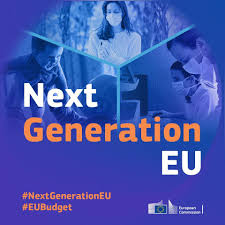 Next
Generation
EU
#NextGenerationEU
#EUBudget
European
Commission